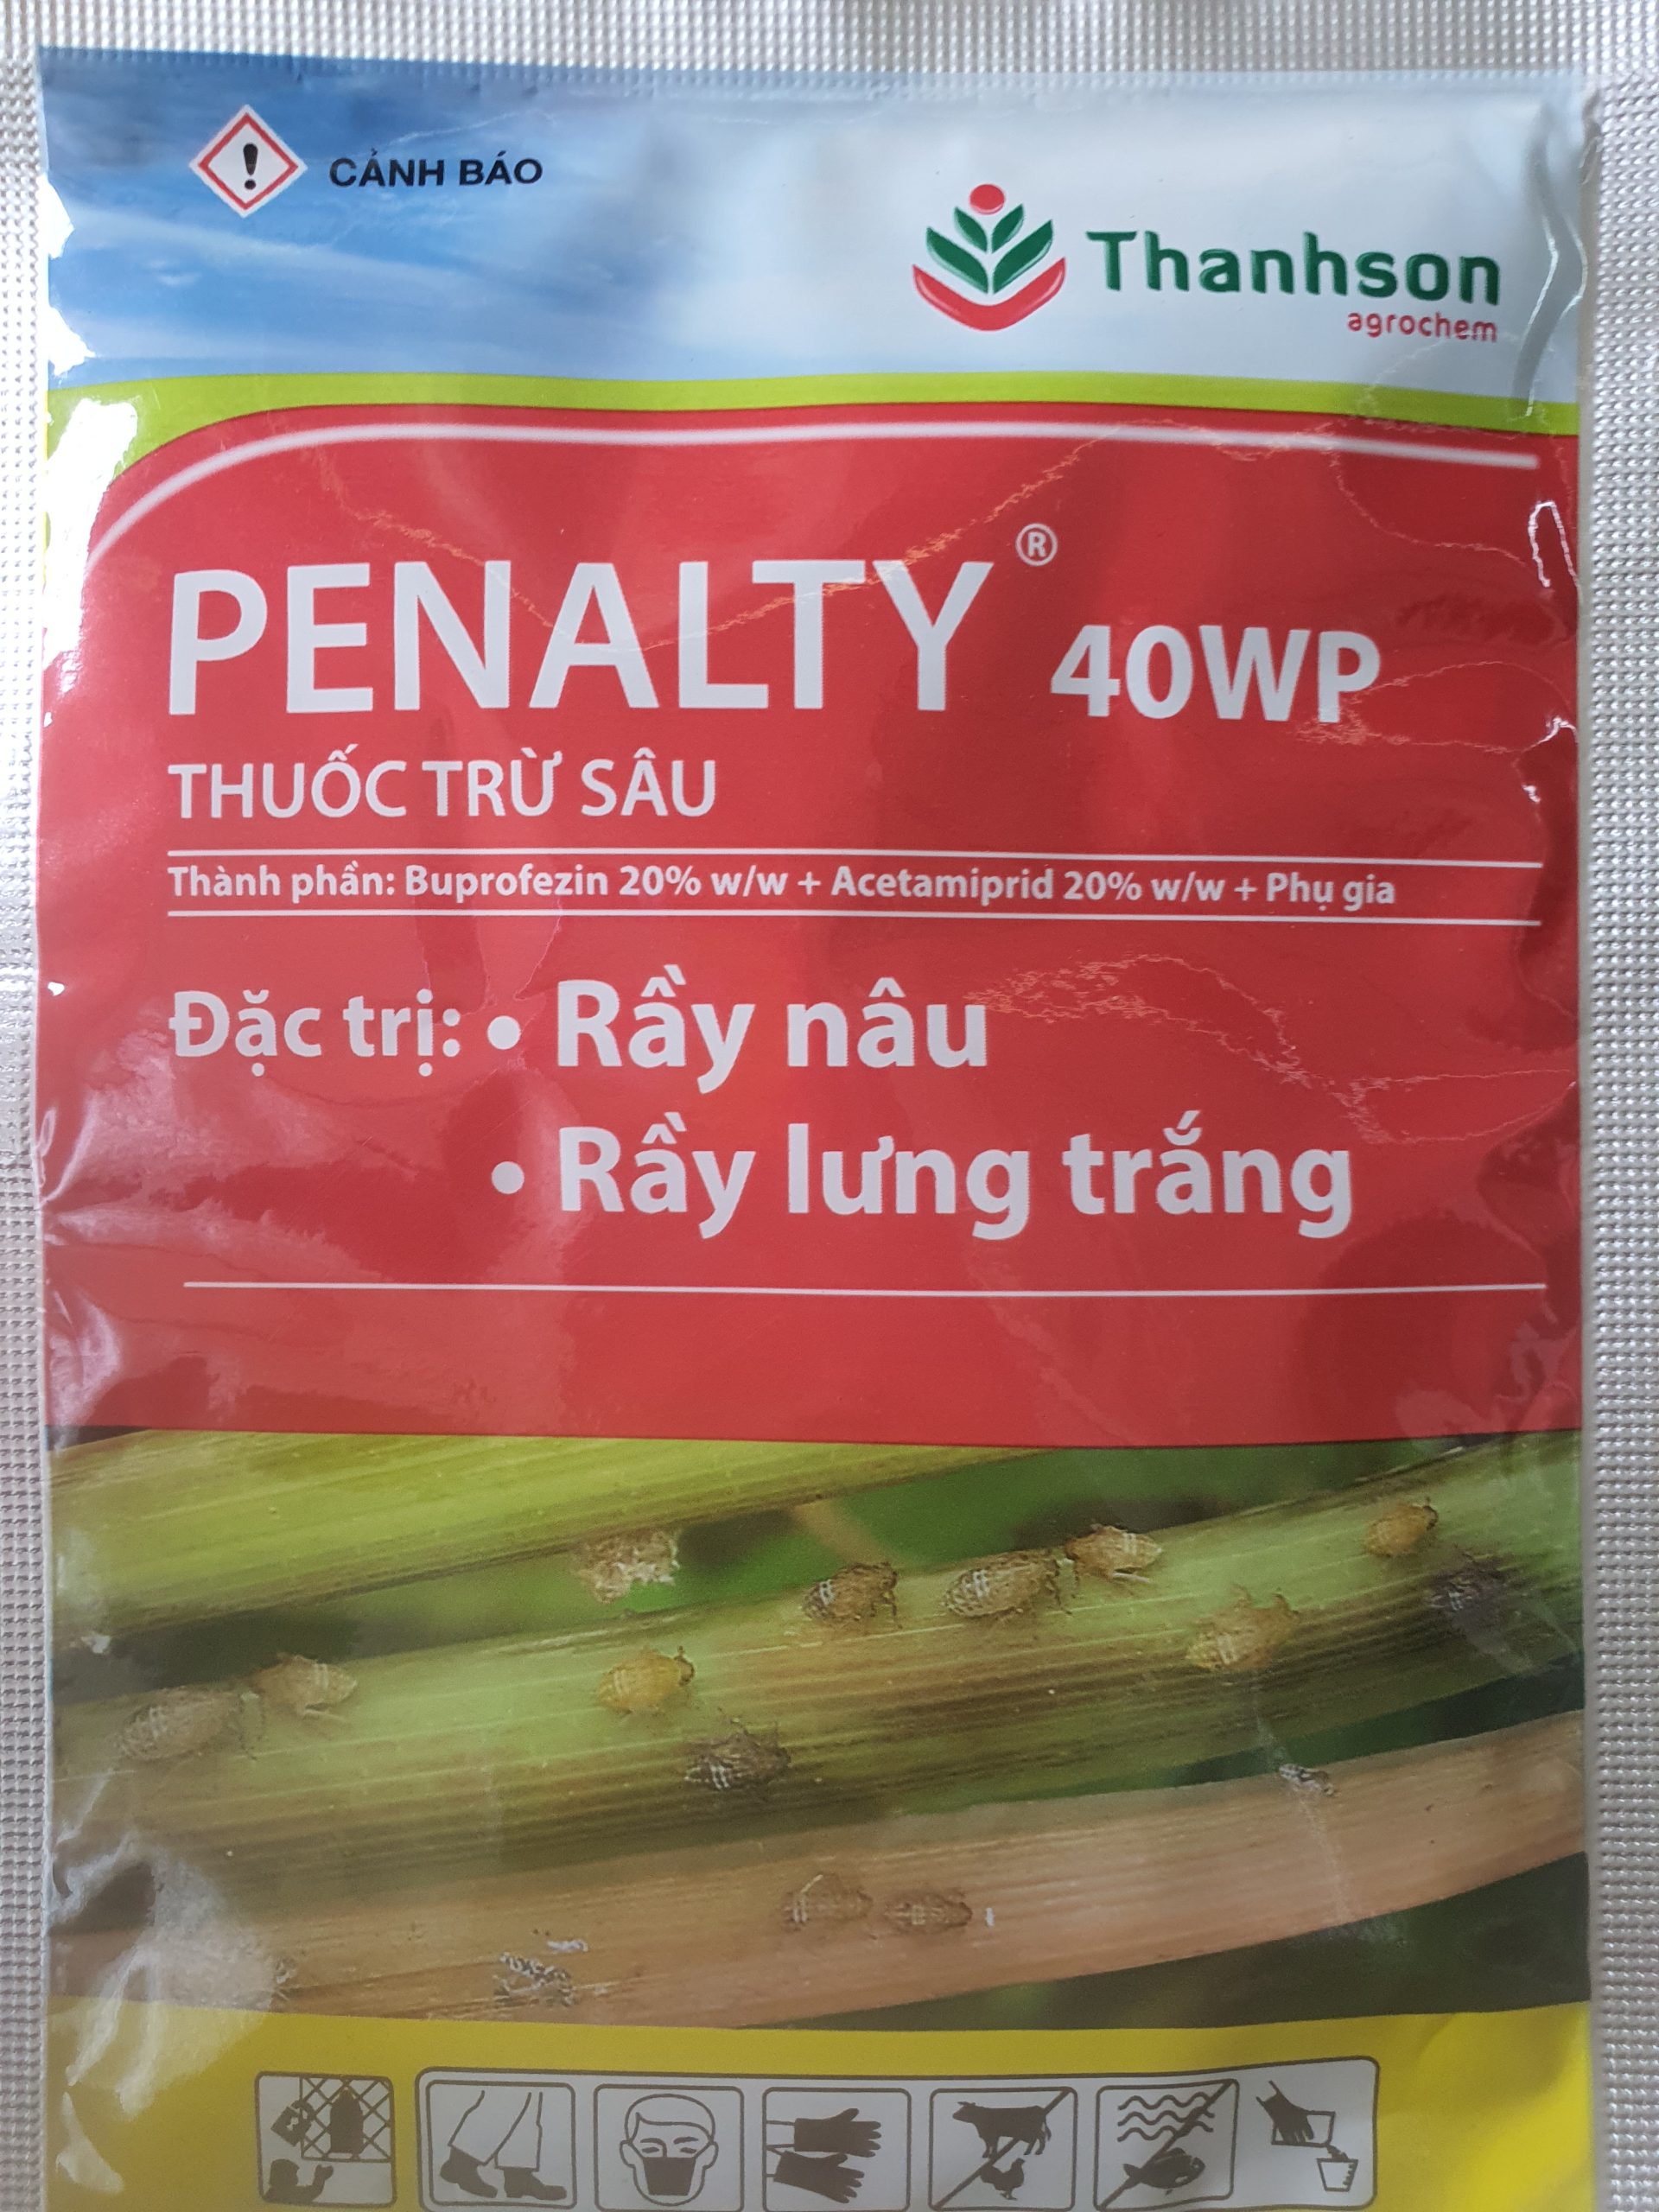 CẢNH BÁO
Thanhson
agrochem
PENALTY ® 40WP
THUỐC TRỪ SÂU
Thành phần: Buprofezin 20% w/w + Acetamiprid 20% w/w + Phụ gia
Đặc trị: • Rầy nâu
• Rầy lưng trắng